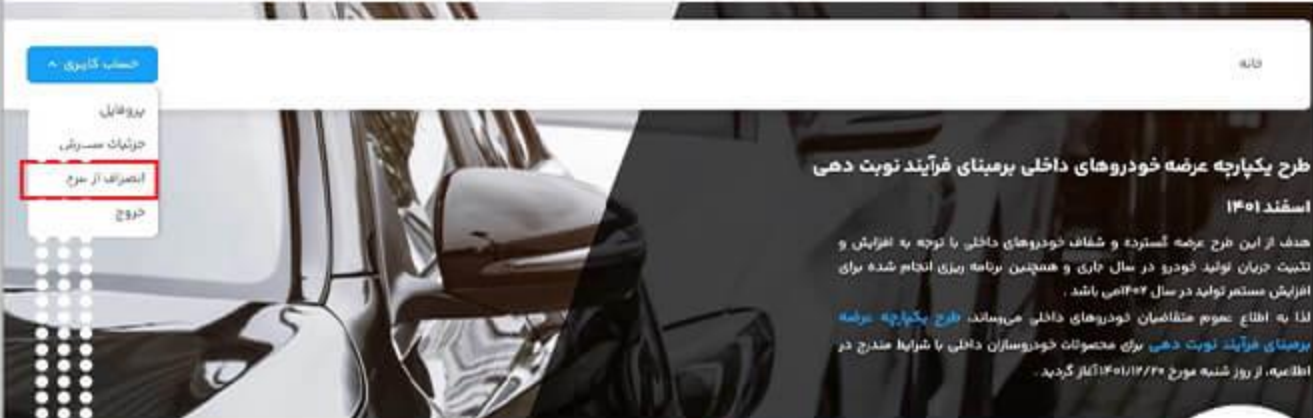 خانه
حساب کاربری
پروفایل
جزئیات سفارش
انصراف از طرح
خروج
طرح یکپارچه عرضه خودروهای داخلی برمبنای فرآیند نوبت دهی
اسفند ۱۴۰۱
هدف از این طرح عرضه گسترده و شفاف خودروهای داخلی با توجه به افزایش و
تثبیت جریان تولید خودرو در سال جاری و همچنین برنامه ریزی انجام شده برای
افزایش مستمر تولید در سال ۱۴۰۲می باشد .
لذا به اطلاع عموم متقاضیان خودروهای داخلی می‌رساند، طرح یکپارچه عرضه
برمبنای فرآیند نوبت دهی برای محصولات خودروسازان داخلی با شرایط مندرج در
اطلاعیه، از روز شنبه مورخ ۱۴۰۱/۱۲/۲۰آغاز گردید .